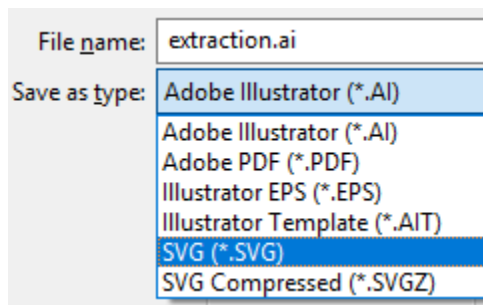 File name: extraction.ai
Save as type: Adobe Illustrator (*.AI)
Adobe Illustrator (*.AI)
Adobe PDF (*.PDF)
Illustrator EPS (*.EPS)
Illustrator Template (*.AIT)
SVG (*.SVG)
SVG Compressed (*.SVGZ)